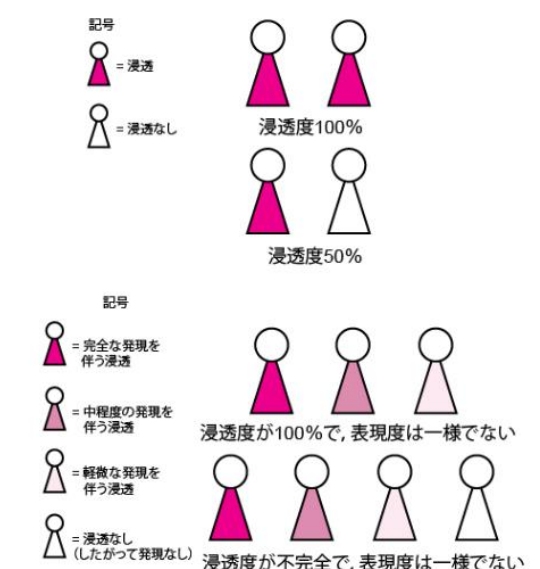 記号
= 浸透
浸透度100%
= 浸透なし
浸透度50%
記号
= 完全な発現を
伴う浸透
= 中程度の発現を
伴う浸透
浸透度が100%で, 表現度は一様でない
= 軽微な発現を
伴う浸透
= 浸透なし
(したがって発現なし)
浸透度が不完全で, 表現度は一様でない